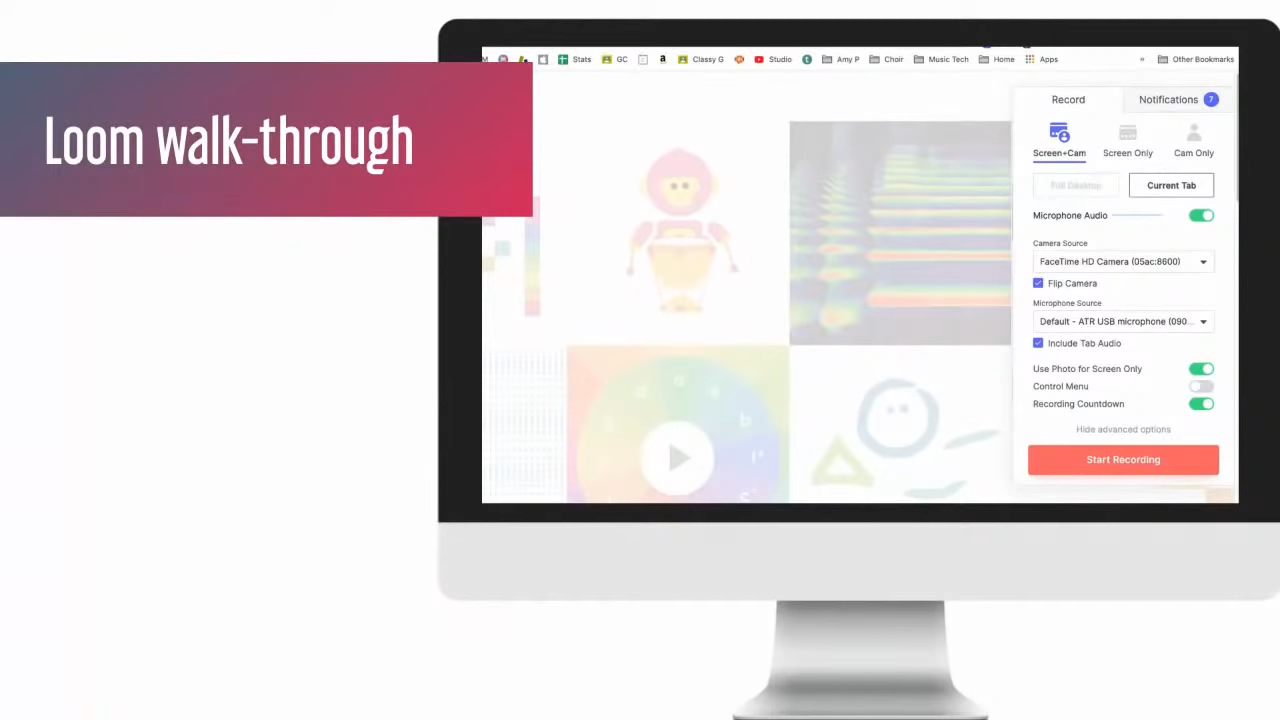 Loom walk-through
M Stats GC a Classy G Studio t Amy P Choir Music Tech Home Apps » Other Bookmarks
Record Notifications 7
Screen+Cam Screen Only Cam Only
Full Desktop Current Tab
Microphone Audio
Camera Source
FaceTime HD Camera (05ac:8600)
Flip Camera
Microphone Source
Default - ATR USB microphone (090...
Include Tab Audio
Use Photo for Screen Only
Control Menu
Recording Countdown
Hide advanced options
Start Recording